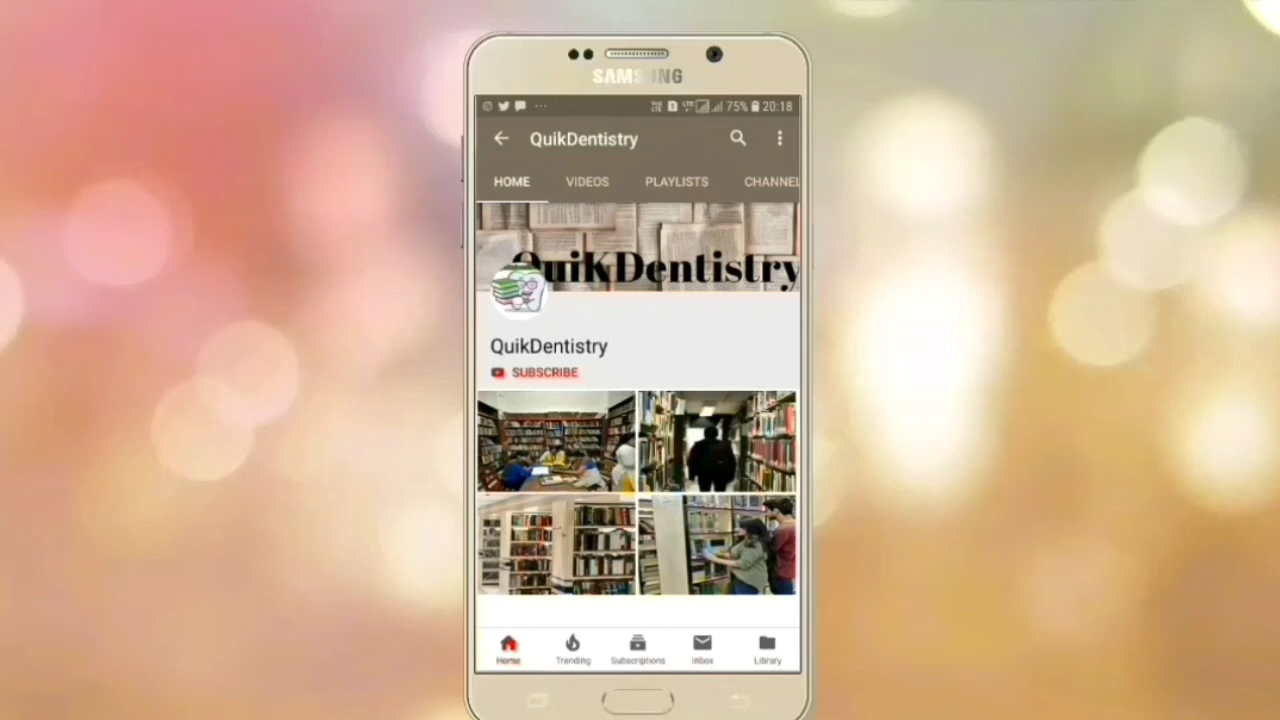 SAMSUNG
75% 20:18
QuikDentistry
HOME VIDEOS PLAYLISTS CHANNEL
QuiKDentistry
QuikDentistry
SUBSCRIBE
Home Trending Subscriptions Inbox Library